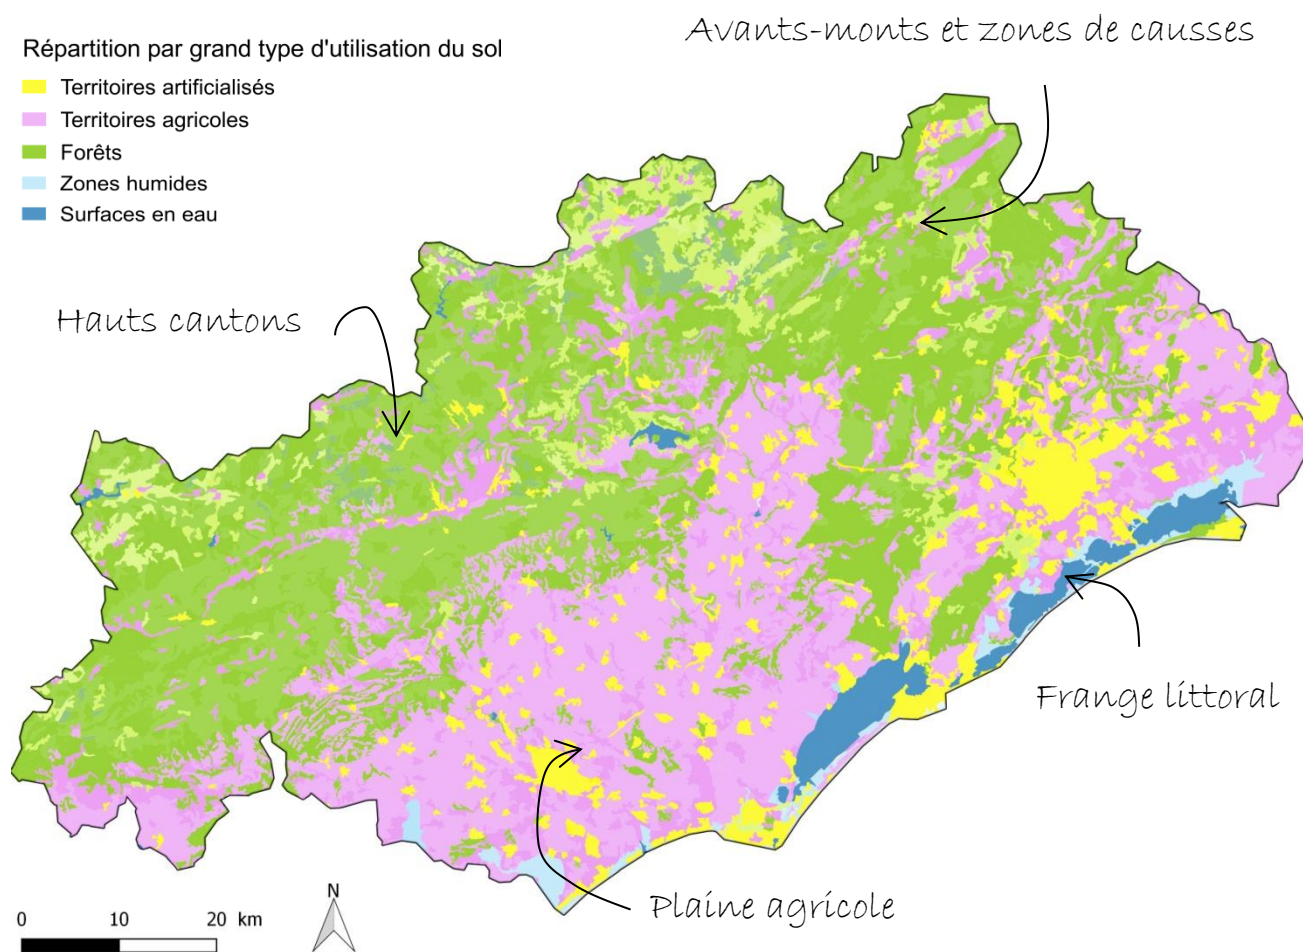 Avants-monts et zones de causses
Répartition par grand type d'utilisation du sol
Territoires artificialisés
Territoires agricoles
Forêts
Zones humides
Surfaces en eau
Hauts cantons
Frange littoral
Plaine agricole
N
0 10 20 km